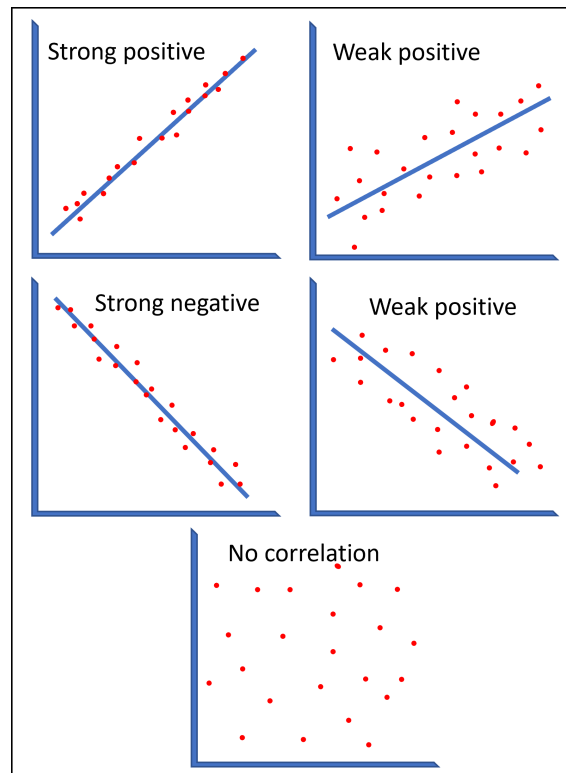 Strong positive
Weak positive
Strong negative
Weak positive
No correlation